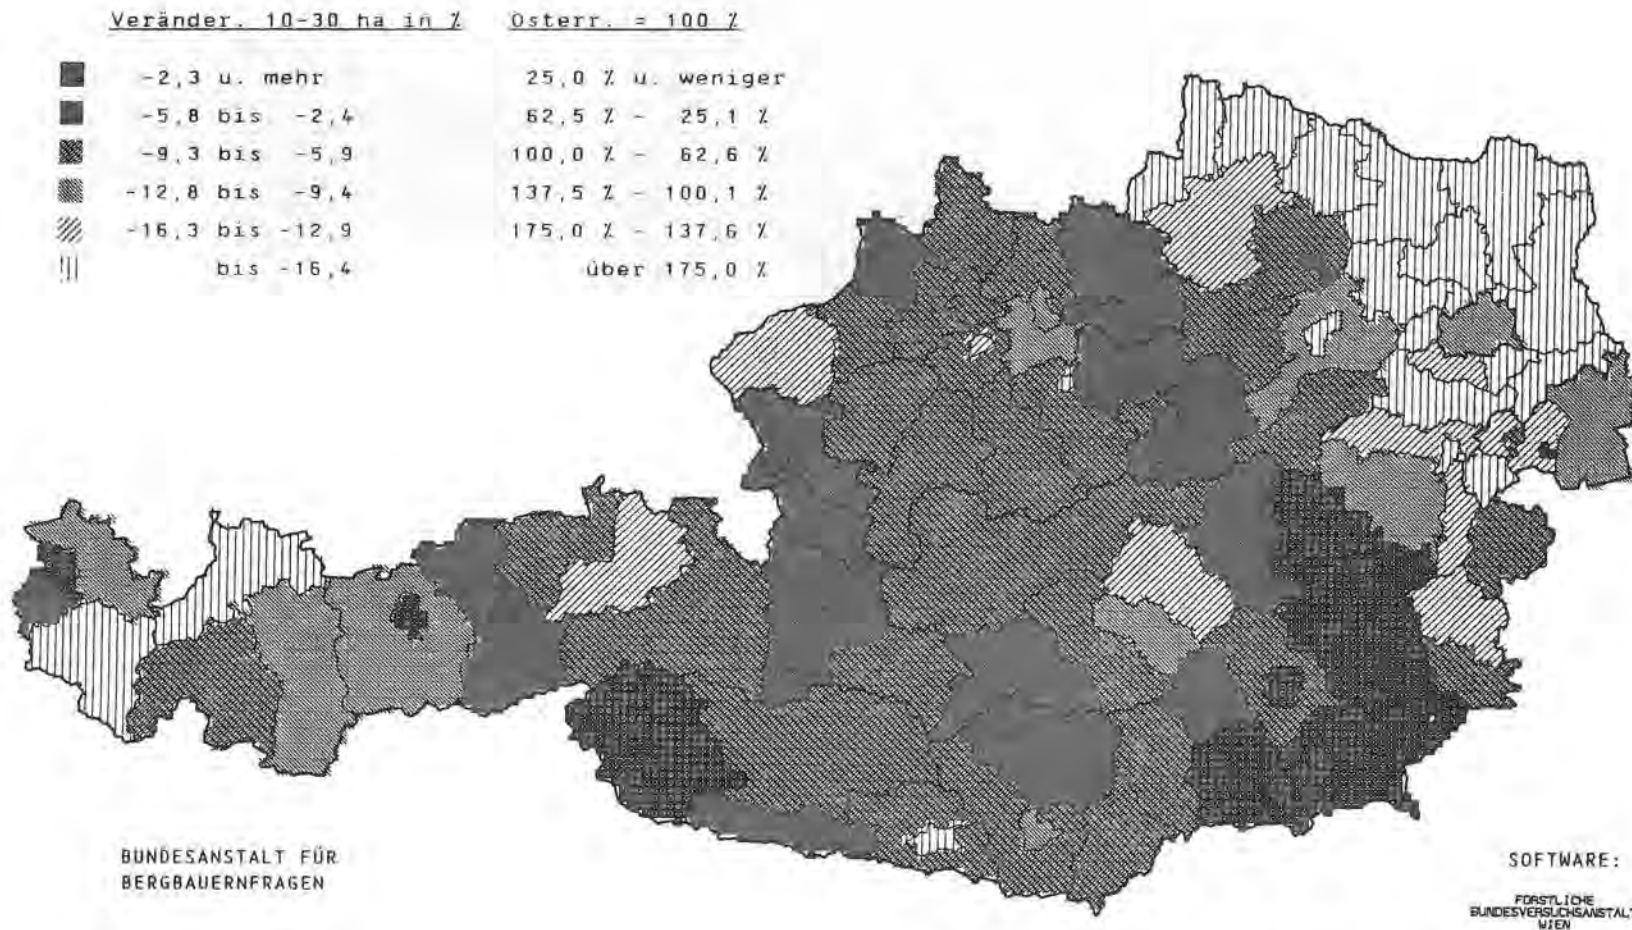 Veränder. 10-30 ha in % Österr. = 100 %
-2,3 u. mehr 25,0 % u. weniger
-5,8 bis -2,4 62,5 % - 25,1 %
-9,3 bis -5,9 100,0 % - 62,6 %
-12,8 bis -9,4 137,5 % - 100,1 %
-16,3 bis -12,9 175,0 % - 137,6 %
bis -16,4 über 175,0 %
BUNDESANSTALT FÜR
BERGBAUERNFRAGEN
SOFTWARE:
FORSTLICHE
BUNDESVERSUCHSANSTALT
WIEN